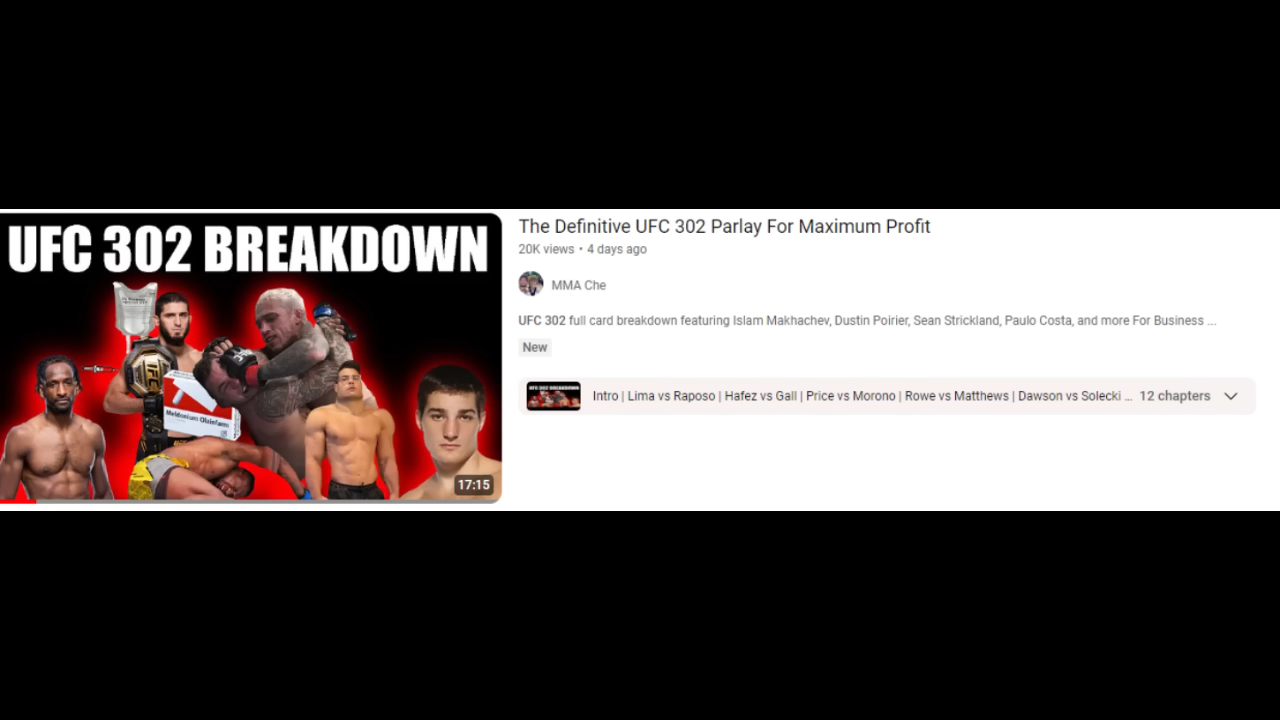 UFC 302 BREAKDOWN
Meldonium Olainfarm
17:15
The Definitive UFC 302 Parlay For Maximum Profit
20K views • 4 days ago
MMA Che
UFC 302 full card breakdown featuring Islam Makhachev, Dustin Poirier, Sean Strickland, Paulo Costa, and more For Business ...
New
UFC 302 BREAKDOWN
Intro | Lima vs Raposo | Hafez vs Gall | Price vs Morono | Rowe vs Matthews | Dawson vs Solecki ... 12 chapters